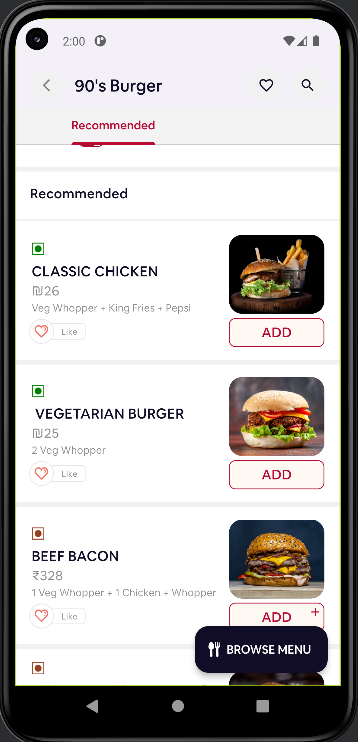 2:00
90's Burger
Recommended
Recommended
CLASSIC CHICKEN
₪26
Veg Whopper + King Fries + Pepsi
Like
ADD
VEGETARIAN BURGER
₪25
2 Veg Whopper
Like
ADD
BEEF BACON
₹328
1 Veg Whopper + 1 Chicken + Whopper
Like
ADD +
BROWSE MENU